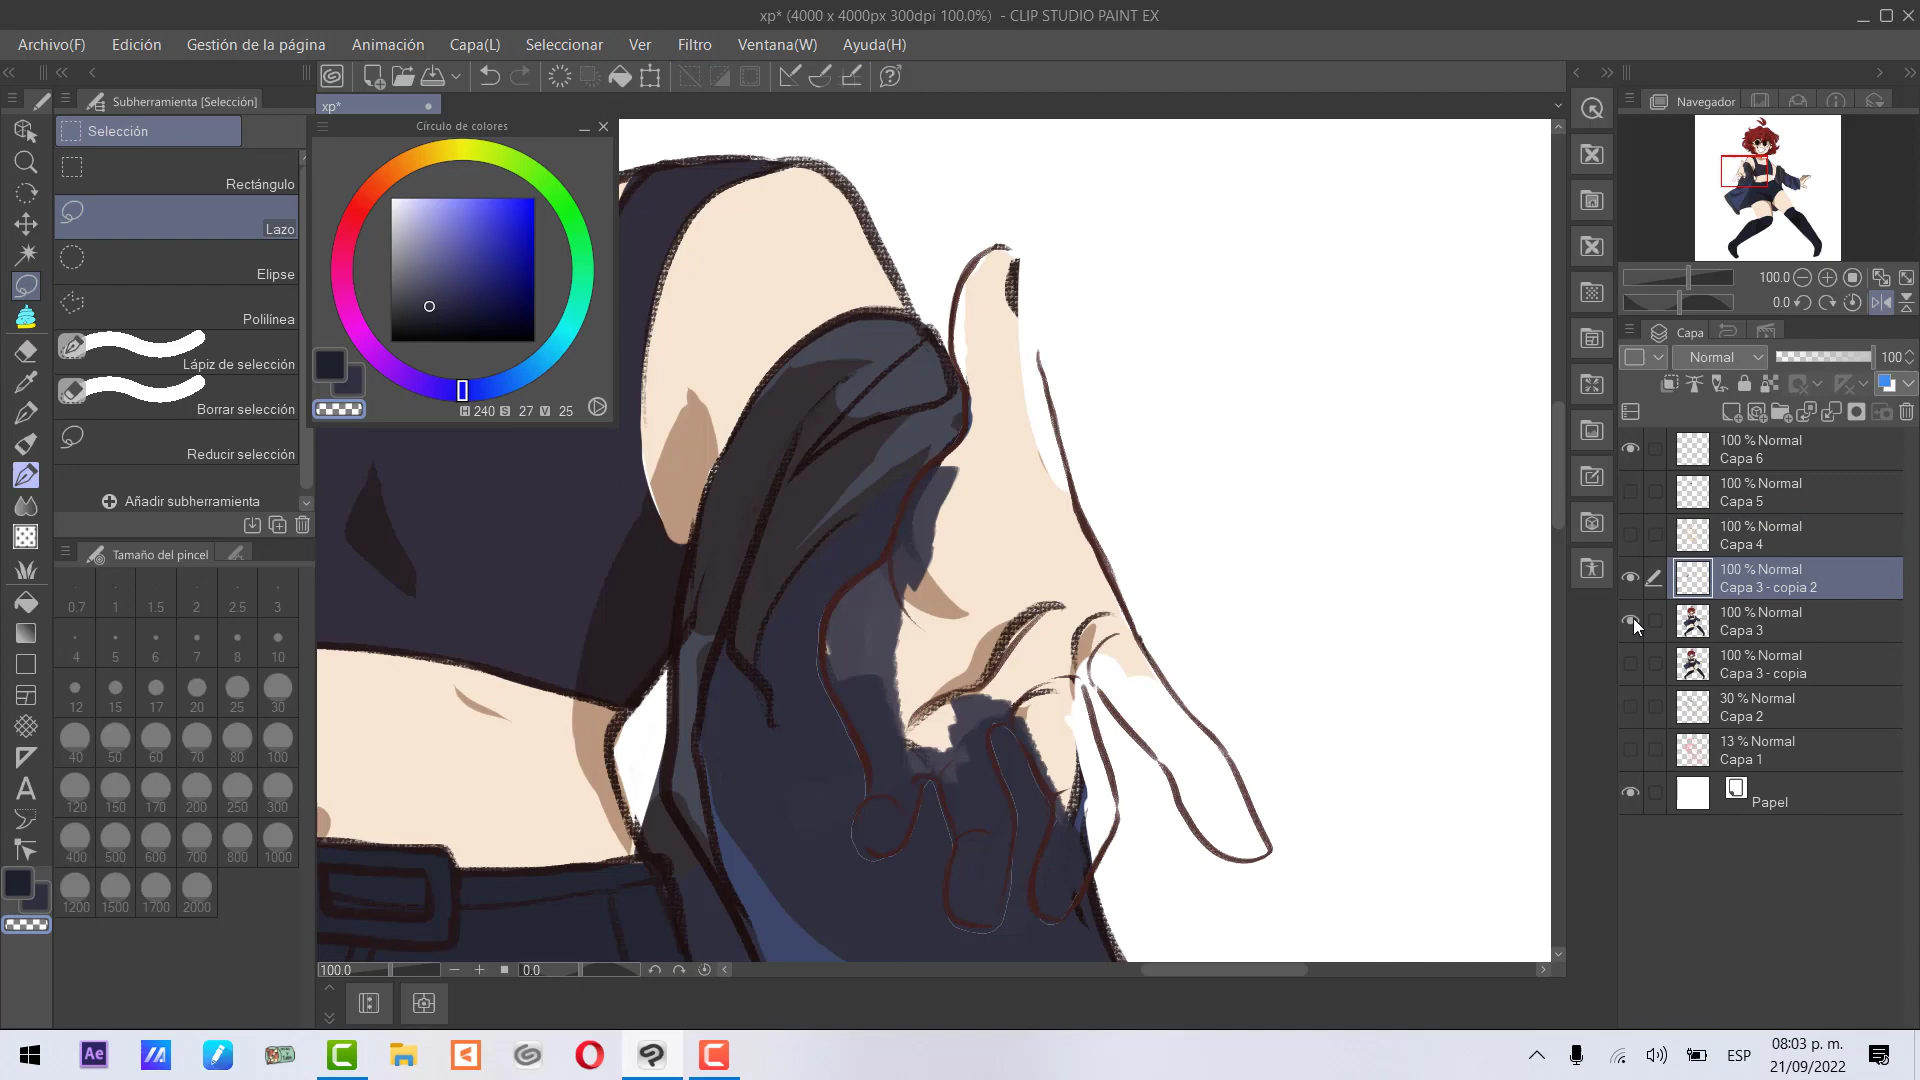 xp* (4000 x 4000px 300dpi 100.0%)  - CLIP STUDIO PAINT EX
Archivo(F) Edición Gestión de la página Animación Capa(L) Seleccionar Ver Filtro Ventana(W) Ayuda(H)
Subherramienta [Selección]
xp*
Navegador
Selección
Círculo de colores
Rectángulo
Lazo
Elipse
Polilínea
Lápiz de selección
Borrar selección
Reducir selección
Añadir subherramienta
H 240 S 27 V 25
Tamaño del pincel
0.7 1 1.5 2 2.5 3
4 5 6 7 8 10
12 15 17 20 25 30
40 50 60 70 80 100
120 150 170 200 250 300
400 500 600 700 800 1000
1200 1500 1700 2000
100.0
0.0
Capa
Normal 100
100 % Normal
Capa 6
100 % Normal
Capa 5
100 % Normal
Capa 4
100 % Normal
Capa 3 - copia 2
100 % Normal
Capa 3
100 % Normal
Capa 3 - copia
30 % Normal
Capa 2
13 % Normal
Capa 1
Papel
100.0 0.0
Ae
ESP
08:03 p. m.
21/09/2022